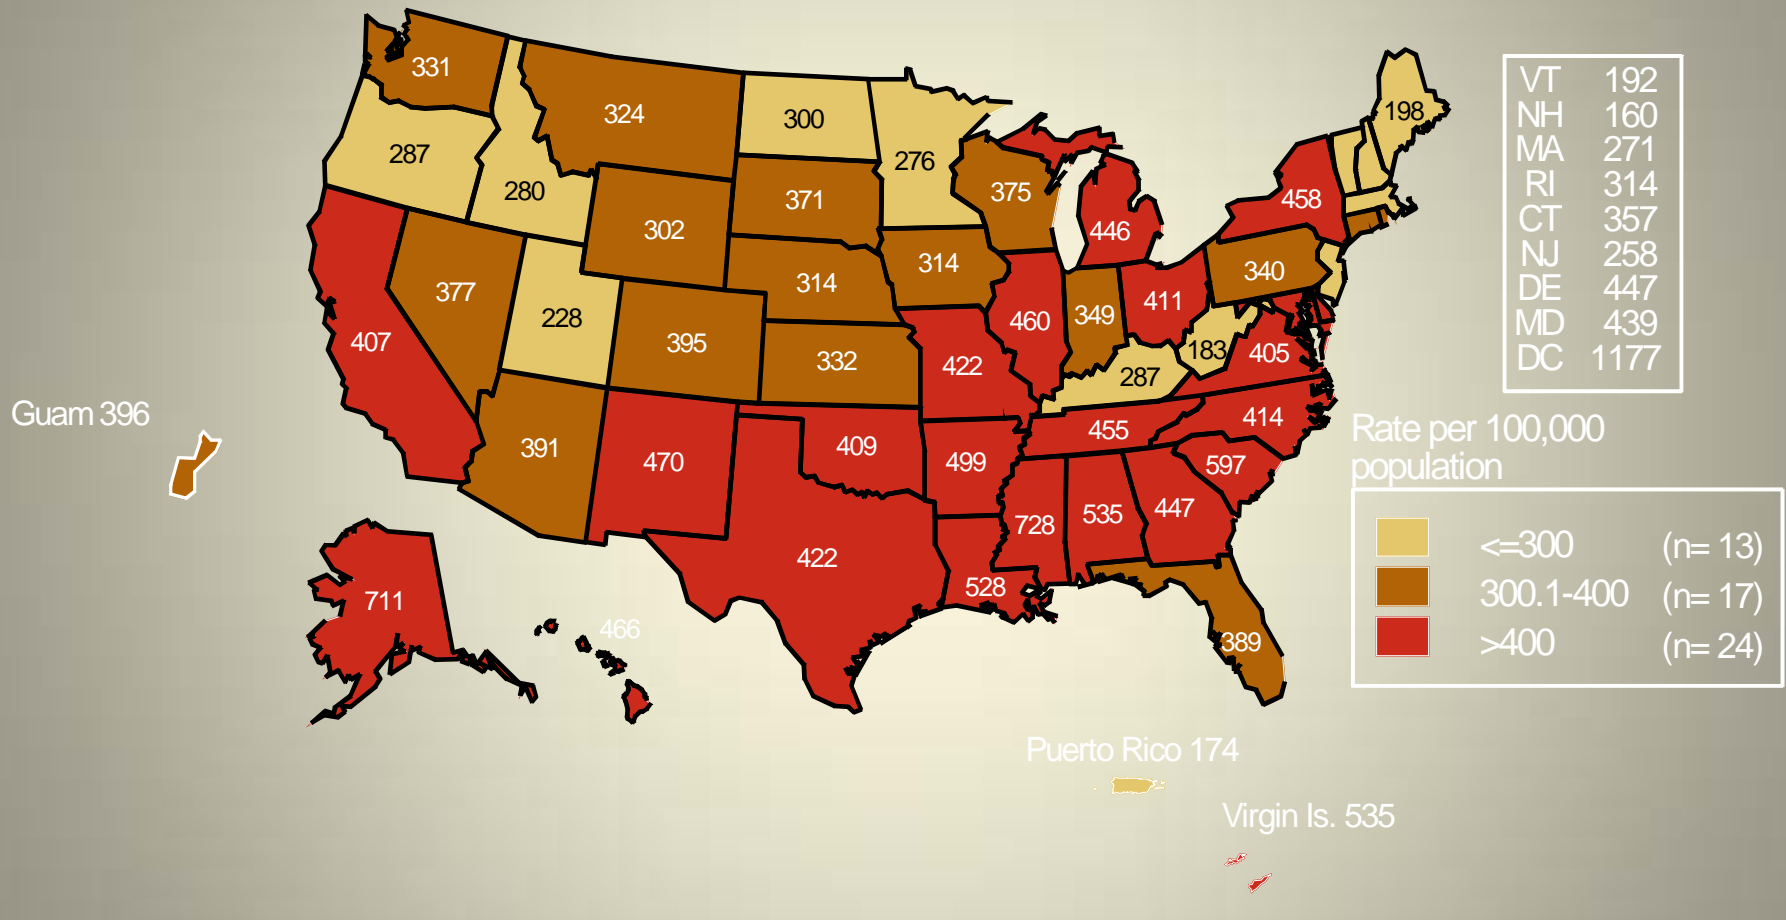 331
324
300
276
198
287
280
371
375
446
458
302
314
314
340
377
228
395
332
460
349
411
183
405
407
422
287
391
470
409
499
455
414
597
422
728
535
447
528
389
711
466
VT 192
NH 160
MA 271
RI 314
CT 357
NJ 258
DE 447
MD 439
DC 1177
Guam 396
Rate per 100,000
population
<=300 (n= 13)
300.1-400 (n= 17)
>400 (n= 24)
Puerto Rico 174
Virgin Is. 535